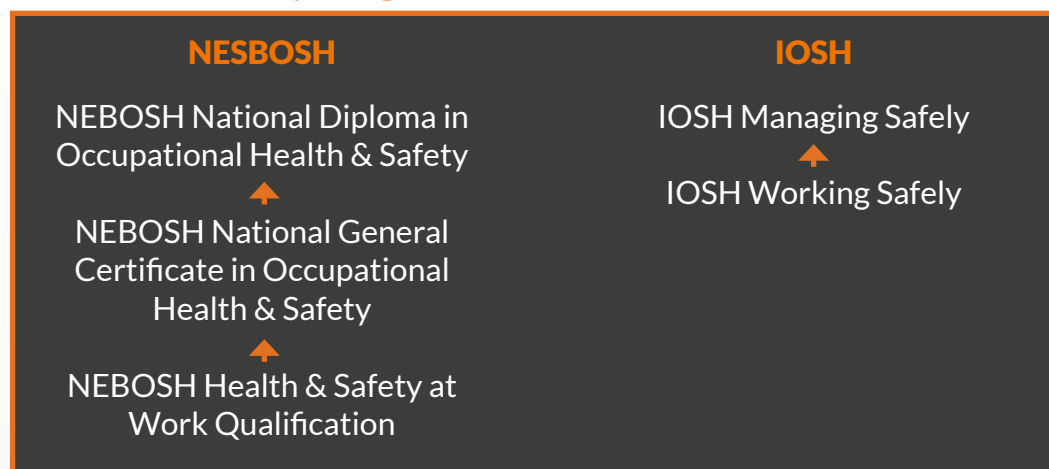 NESBOSH
NEBOSH National Diploma in
Occupational Health & Safety
NEBOSH National General
Certificate in Occupational
Health & Safety
NEBOSH Health & Safety at
Work Qualification
IOSH
IOSH Managing Safely
IOSH Working Safely